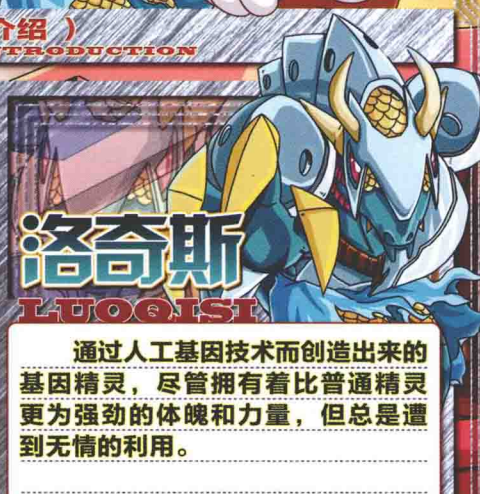 介绍 ）
TRODUCTION
洛奇斯
LUOQISI
通过人工基因技术而创造出来的
基因精灵，尽管拥有着比普通精灵
更为强劲的体魄和力量，但总是遭
到无情的利用。